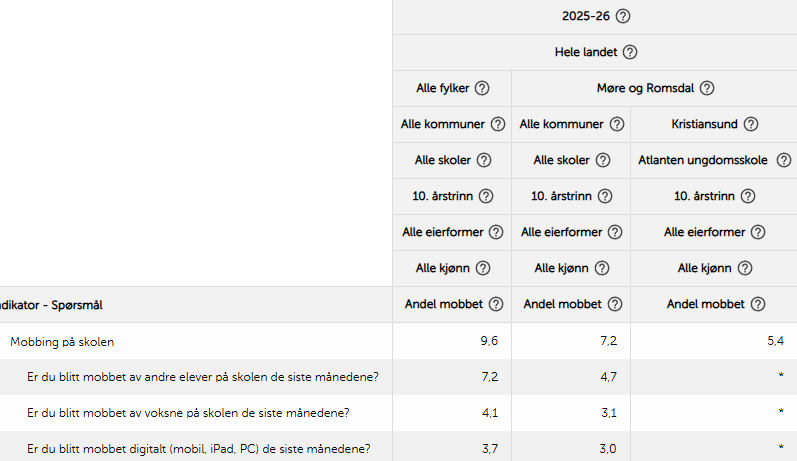 2025-26
Hele landet
Alle fylker Møre og Romsdal
Alle kommuner Alle kommuner Kristiansund
Alle skoler Alle skoler Atlanten ungdomsskole
10. årstrinn 10. årstrinn 10. årstrinn
Alle eierformer Alle eierformer Alle eierformer
Alle kjønn Alle kjønn Alle kjønn
dikator - Spørsmål Andel mobbet Andel mobbet Andel mobbet
Mobbing på skolen 9,6 7,2 5,4
Er du blitt mobbet av andre elever på skolen de siste månedene? 7,2 4,7 *
Er du blitt mobbet av voksne på skolen de siste månedene? 4,1 3,1 *
Er du blitt mobbet digitalt (mobil, iPad, PC) de siste månedene? 3,7 3,0 *